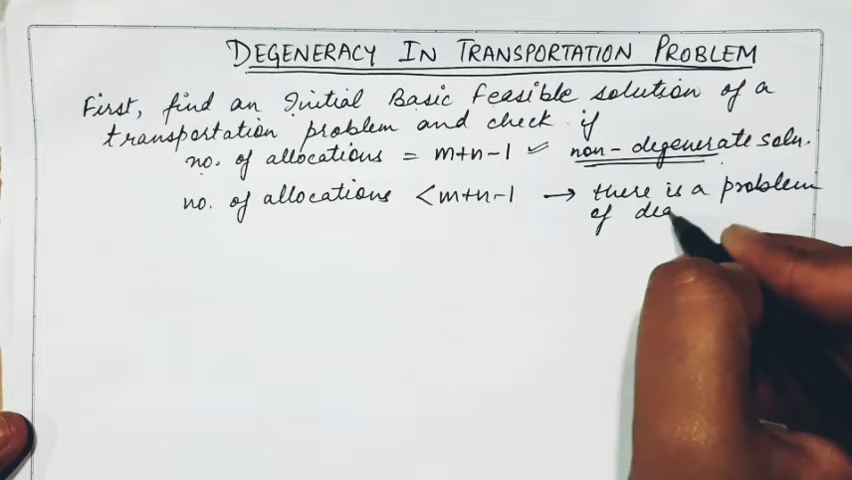 DEGENERACY IN TRANSPORTATION PROBLEM
First, find an Initial Basic Feasible solution of a
transportation problem and check if
no. of allocations = m+n-1 ✓ non-degenerate soln.
no. of allocations < m+n-1 → there is a problem
of deg